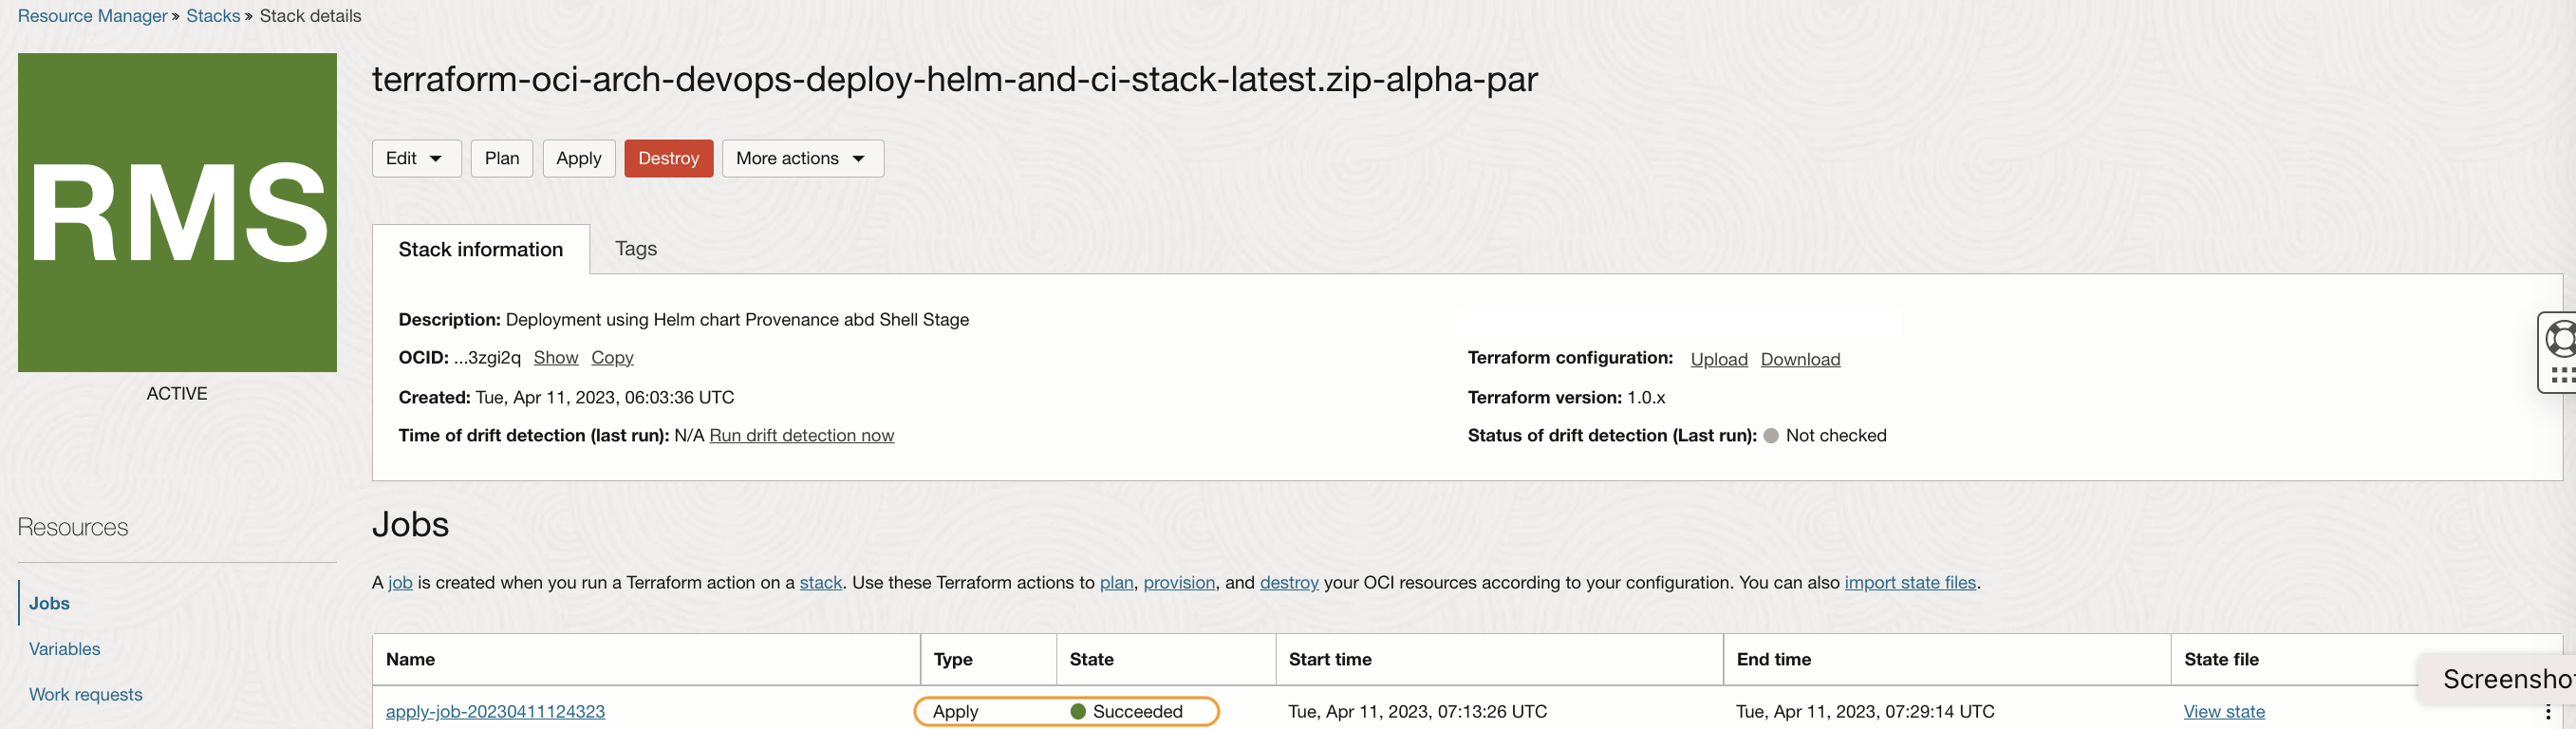 Resource Manager » Stacks » Stack details
RMS
ACTIVE
terraform-oci-arch-devops-deploy-helm-and-ci-stack-latest.zip-alpha-par
Edit Plan Apply Destroy More actions
Stack information Tags
Description: Deployment using Helm chart Provenance abd Shell Stage
OCID: ...3zgi2q Show Copy Terraform configuration: Upload Download
Created: Tue, Apr 11, 2023, 06:03:36 UTC Terraform version: 1.0.x
Time of drift detection (last run): N/A Run drift detection now Status of drift detection (Last run): Not checked
Resources
Jobs
Variables
Work requests
Jobs
A job is created when you run a Terraform action on a stack. Use these Terraform actions to plan, provision, and destroy your OCI resources according to your configuration. You can also import state files.
Name Type State Start time End time State file
apply-job-20230411124323 Apply Succeeded Tue, Apr 11, 2023, 07:13:26 UTC Tue, Apr 11, 2023, 07:29:14 UTC View state